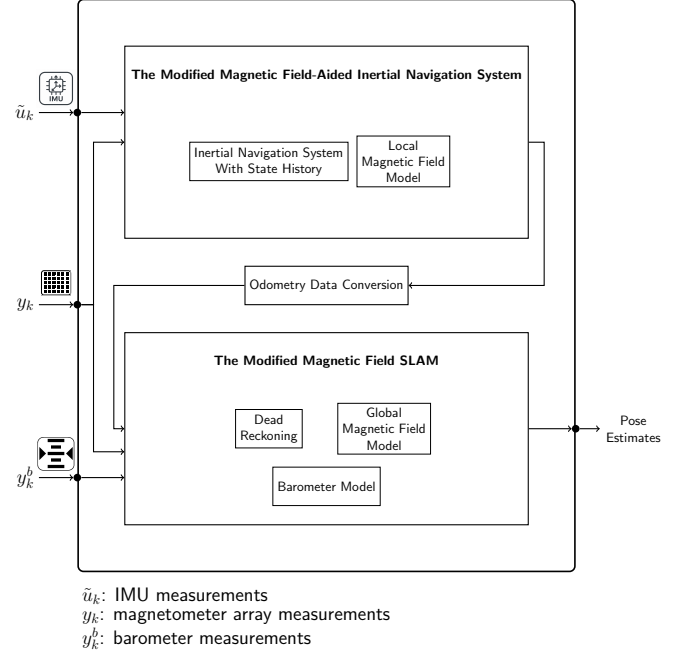 The Modified Magnetic Field-Aided Inertial Navigation System
IMU
ũ_k
Inertial Navigation System
With State History
Local
Magnetic Field
Model
Odometry Data Conversion
y_k
The Modified Magnetic Field SLAM
Dead
Reckoning
Global
Magnetic Field
Model
Pose
Estimates
y_k^b
Barometer Model
ũ_k: IMU measurements
y_k: magnetometer array measurements
y_k^b: barometer measurements